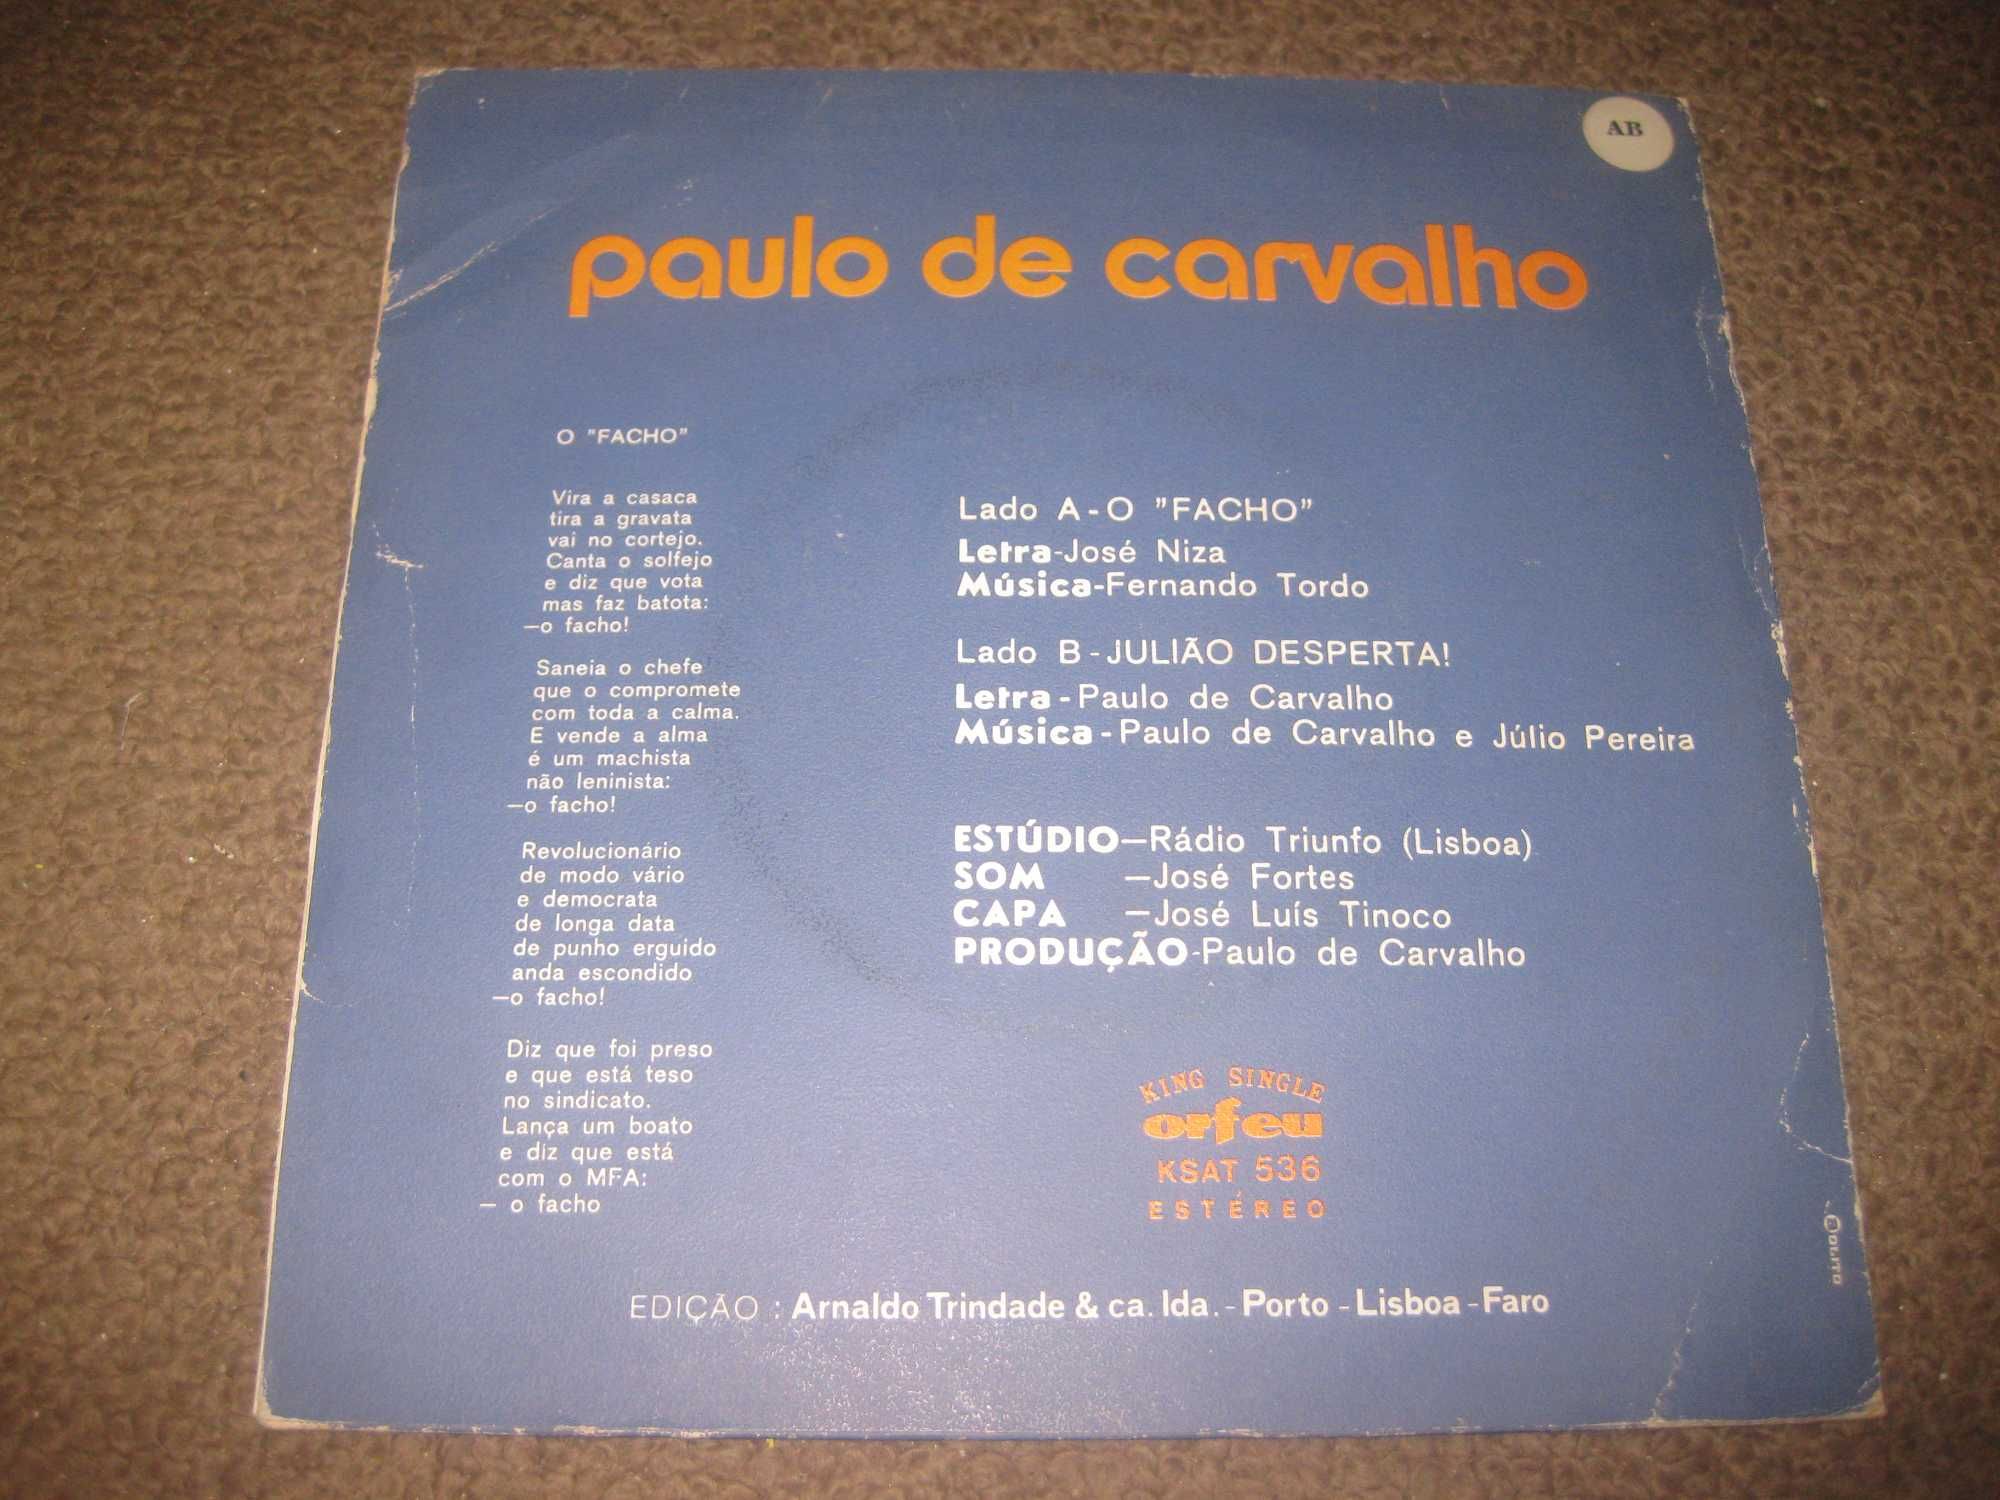 AB
paulo de carvalho
O "FACHO"
Vira a casaca
tira a gravata
vai no cortejo.
Canta o solfejo
e diz que vota
mas faz batota:
—o facho!
Saneia o chefe
que o compromete
com toda a calma.
E vende a alma
é um machista
não leninista:
—o facho!
Revolucionário
de modo vário
e democrata
de longa data
de punho erguido
anda escondido
—o facho!
Diz que foi preso
e que está teso
no sindicato.
Lança um boato
e diz que está
com o MFA:
— o facho
Lado A-O "FACHO"
Letra-José Niza
Música-Fernando Tordo
Lado B-JULIÃO DESPERTA!
Letra-Paulo de Carvalho
Música-Paulo de Carvalho e Júlio Pereira
ESTÚDIO—Rádio Triunfo (Lisboa)
SOM —José Fortes
CAPA —José Luís Tinoco
PRODUÇÃO-Paulo de Carvalho
KING SINGLE
orfeu
KSAT 536
ESTÉREO
EDIÇÃO : Arnaldo Trindade & ca. lda.-Porto-Lisboa-Faro